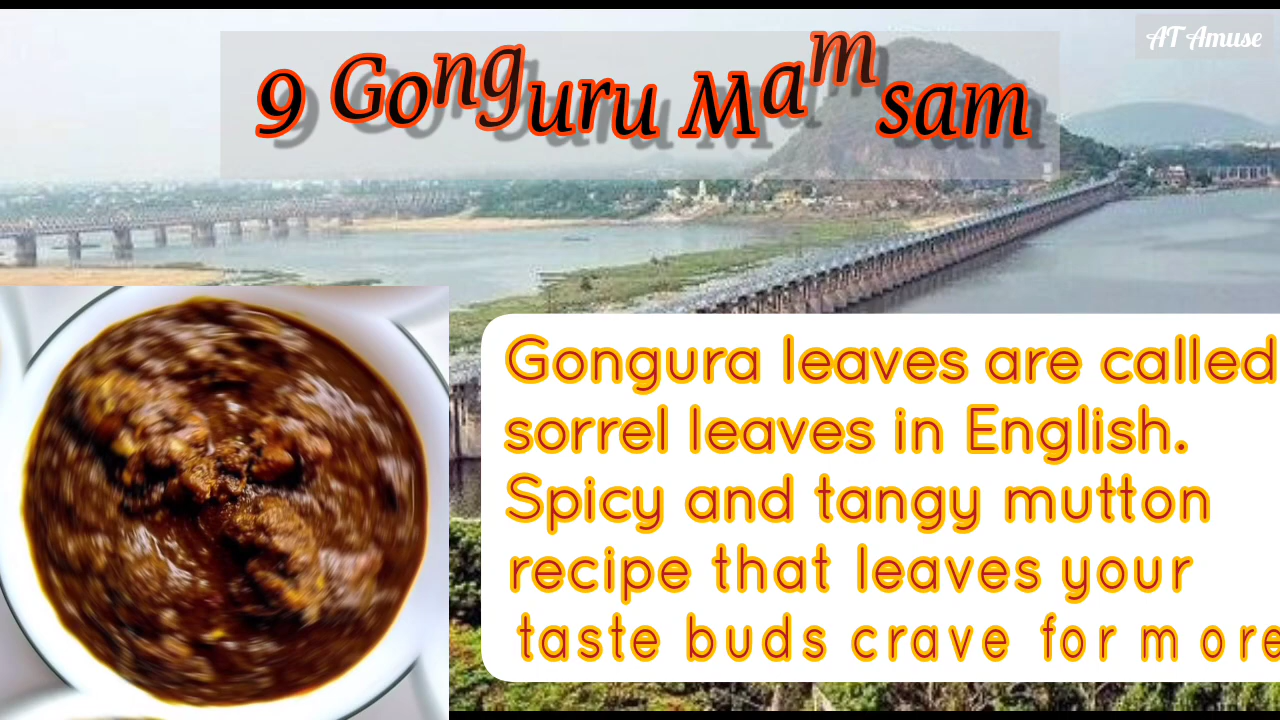 AT Amuse
9 Gonguru Mamsam
Gongura leaves are called
sorrel leaves in English.
Spicy and tangy mutton
recipe that leaves your
taste buds crave for more